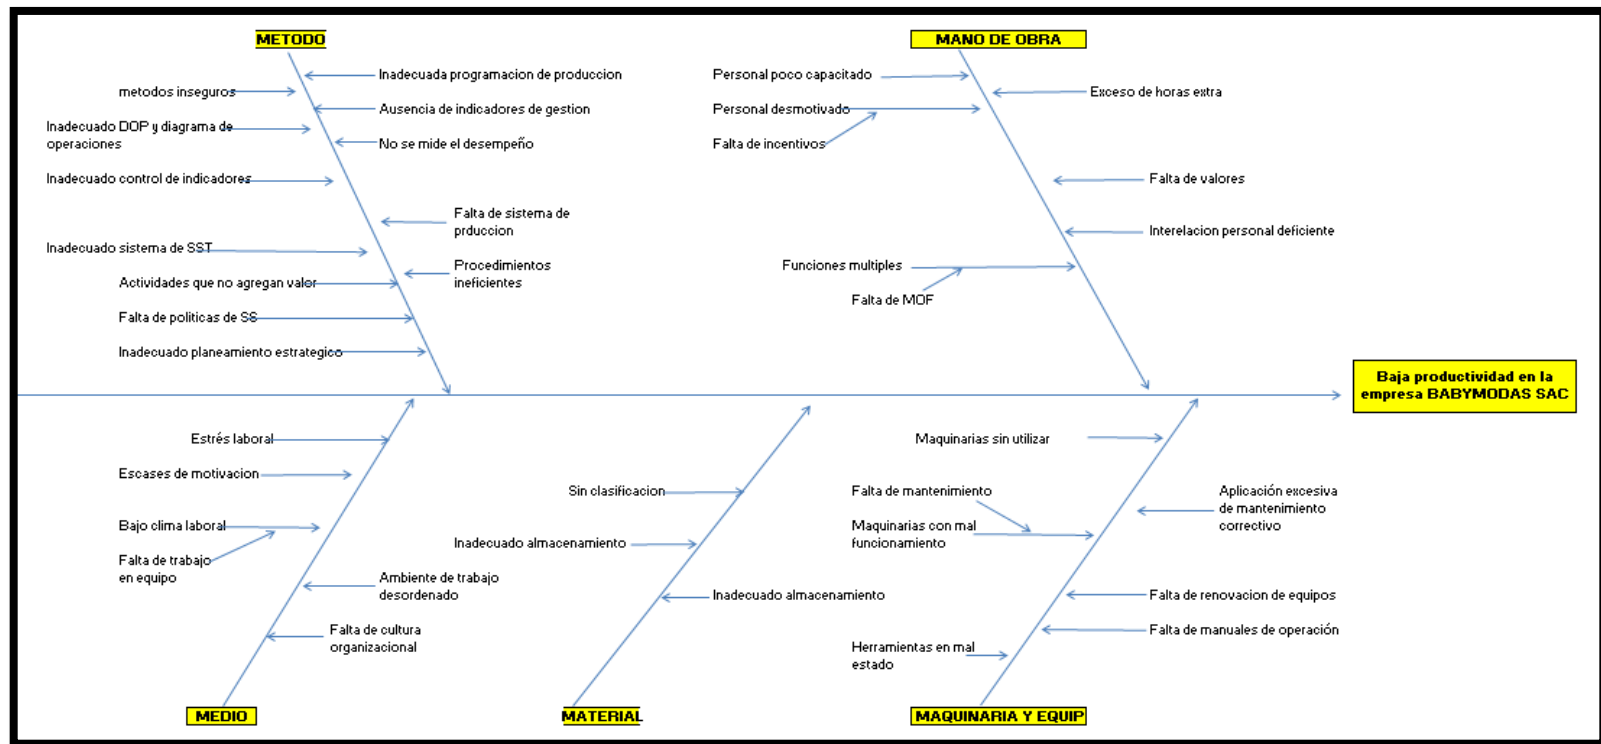 METODO
MANO DE OBRA
Inadecuada programacion de produccion
metodos inseguros
Ausencia de indicadores de gestion
Inadecuado DOP y diagrama de
operaciones
No se mide el desempeño
Inadecuado control de indicadores
Falta de sistema de
prduccion
Inadecuado sistema de SST
Procedimientos
ineficientes
Actividades que no agregan valor
Falta de politicas de SS
Inadecuado planeamiento estrategico
Personal poco capacitado
Exceso de horas extra
Personal desmotivado
Falta de incentivos
Falta de valores
Interelacion personal deficiente
Funciones multiples
Falta de MOF
Baja productividad en la
empresa BABYMODAS SAC
Estrés laboral
Escases de motivacion
Bajo clima laboral
Falta de trabajo
en equipo
Ambiente de trabajo
desordenado
Falta de cultura
organizacional
Sin clasificacion
Inadecuado almacenamiento
Inadecuado almacenamiento
Maquinarias sin utilizar
Falta de mantenimiento
Aplicación excesiva
de mantenimiento
correctivo
Maquinarias con mal
funcionamiento
Falta de renovacion de equipos
Falta de manuales de operación
Herramientas en mal
estado
MEDIO
MATERIAL
MAQUINARIA Y EQUIP